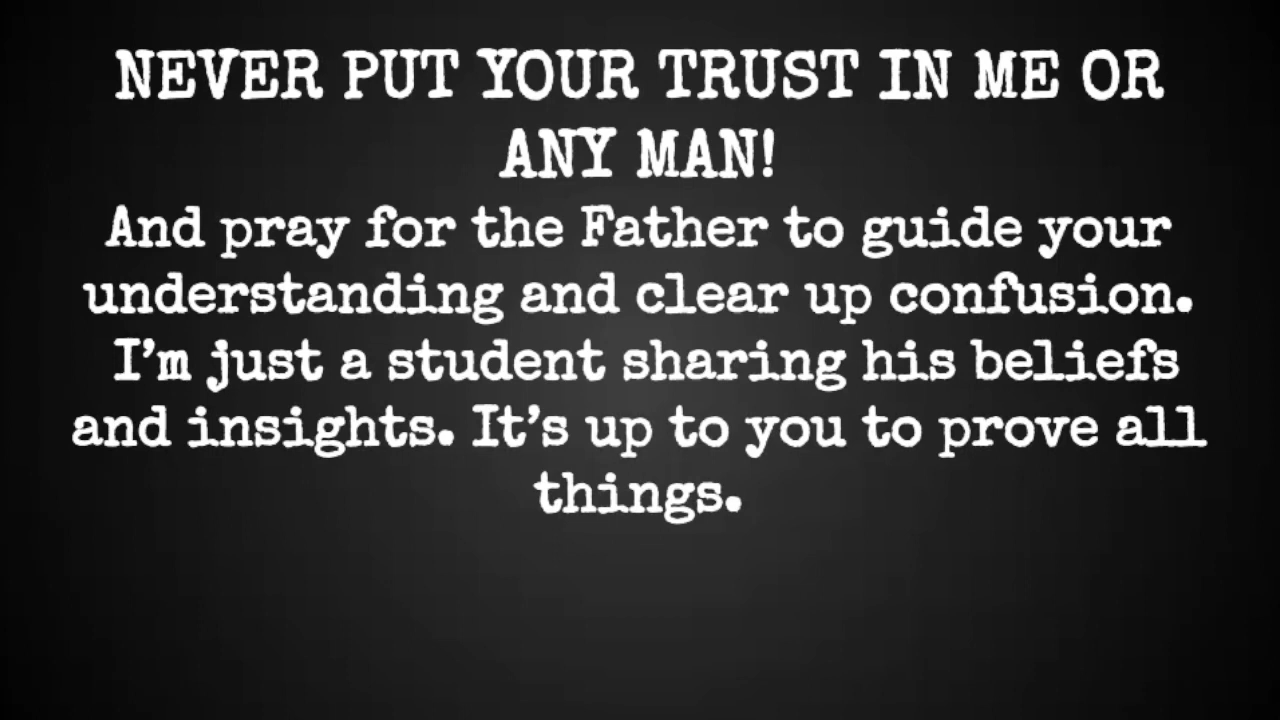 NEVER PUT YOUR TRUST IN ME OR
ANY MAN!
And pray for the Father to guide your
understanding and clear up confusion.
I’m just a student sharing his beliefs
and insights. It’s up to you to prove all
things.